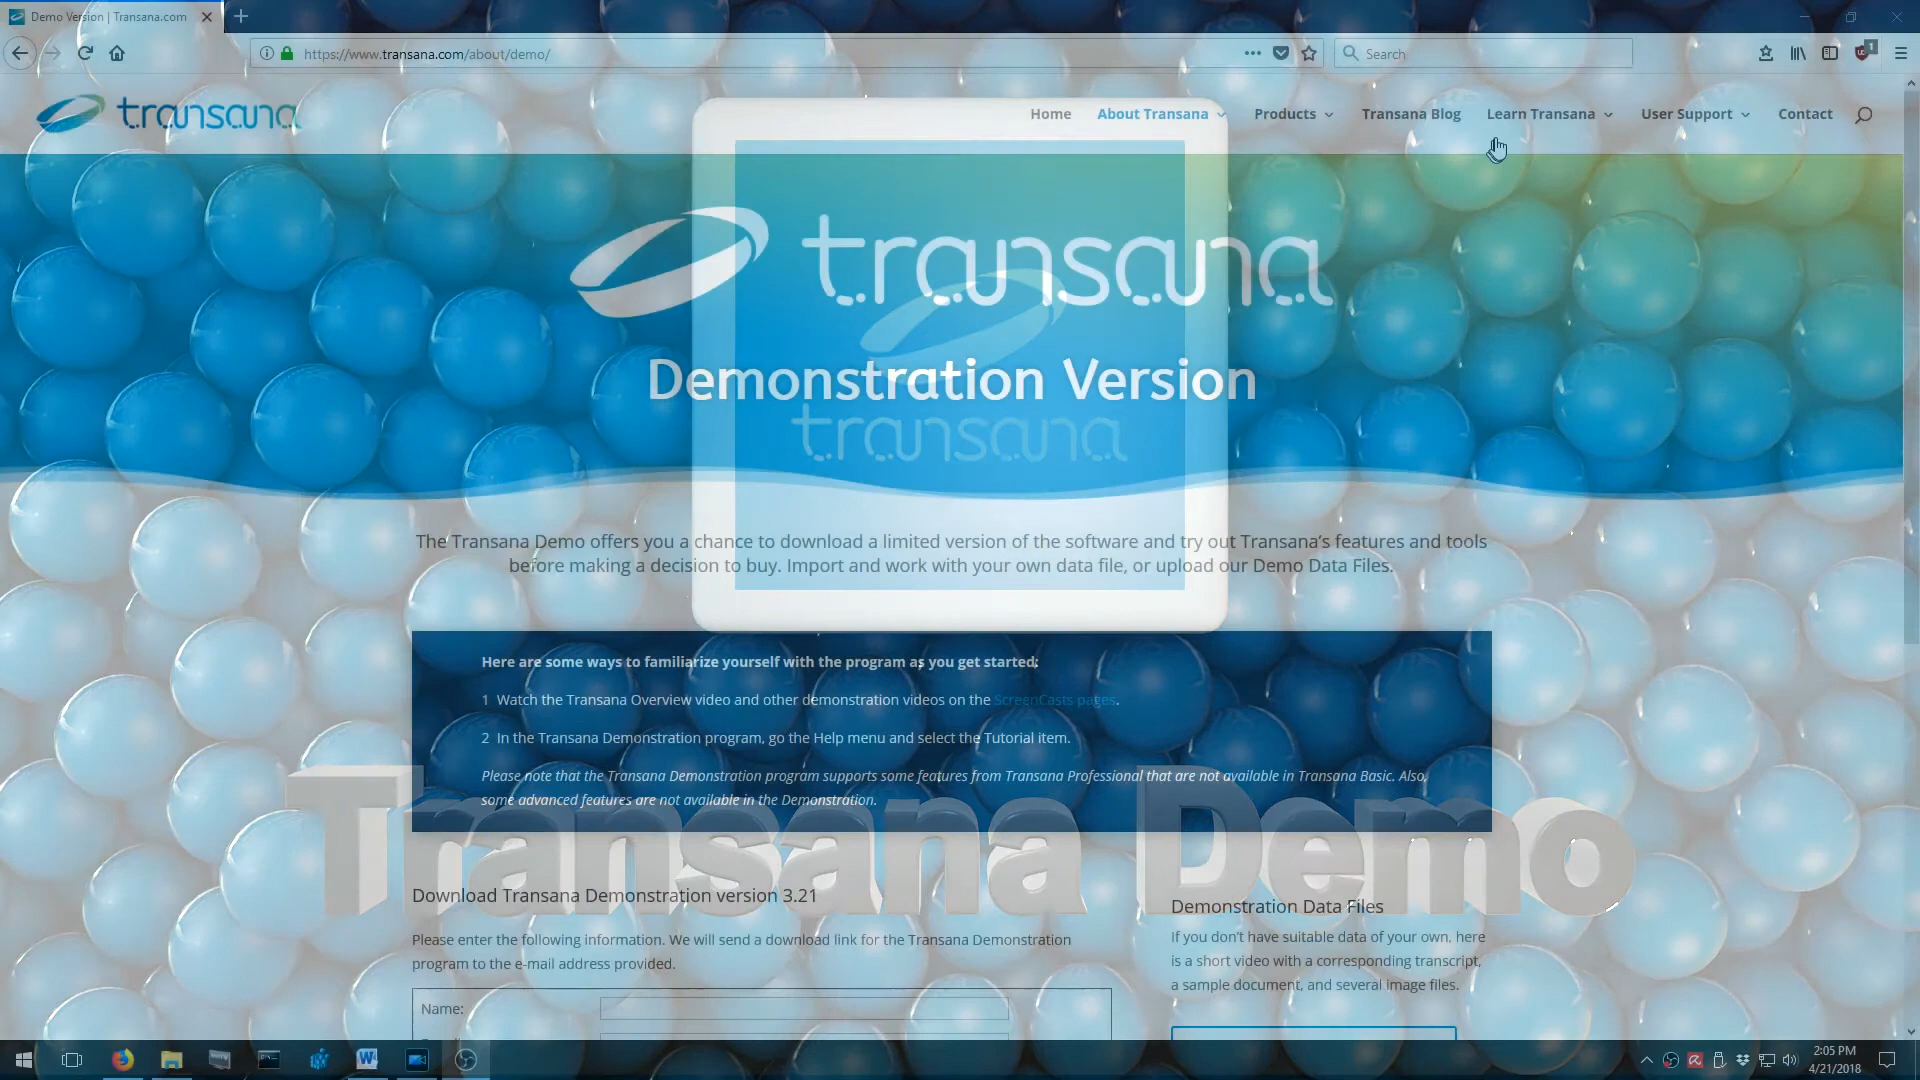 Demo Version | Transana.com
https://www.transana.com/about/demo/
Search
1
transana
Home About Transana Products Transana Blog Learn Transana User Support Contact
transana
Demonstration Version
transana
The Transana Demo offers you a chance to download a limited version of the software and try out Transana's features and tools
before making a decision to buy. Import and work with your own data file, or upload our Demo Data Files.
Here are some ways to familiarize yourself with the program as you get started:
1 Watch the Transana Overview video and other demonstration videos on the ScreenCasts pages.
2 In the Transana Demonstration program, go the Help menu and select the Tutorial item.
Please note that the Transana Demonstration program supports some features from Transana Professional that are not available in Transana Basic. Also,
some advanced features are not available in the Demonstration.
Transana Demo
Download Transana Demonstration version 3.21
Please enter the following information. We will send a download link for the Transana Demonstration
program to the e-mail address provided.
Name:
Demonstration Data Files
If you don't have suitable data of your own, here
is a short video with a corresponding transcript,
a sample document, and several image files.
2:05 PM
4/21/2018